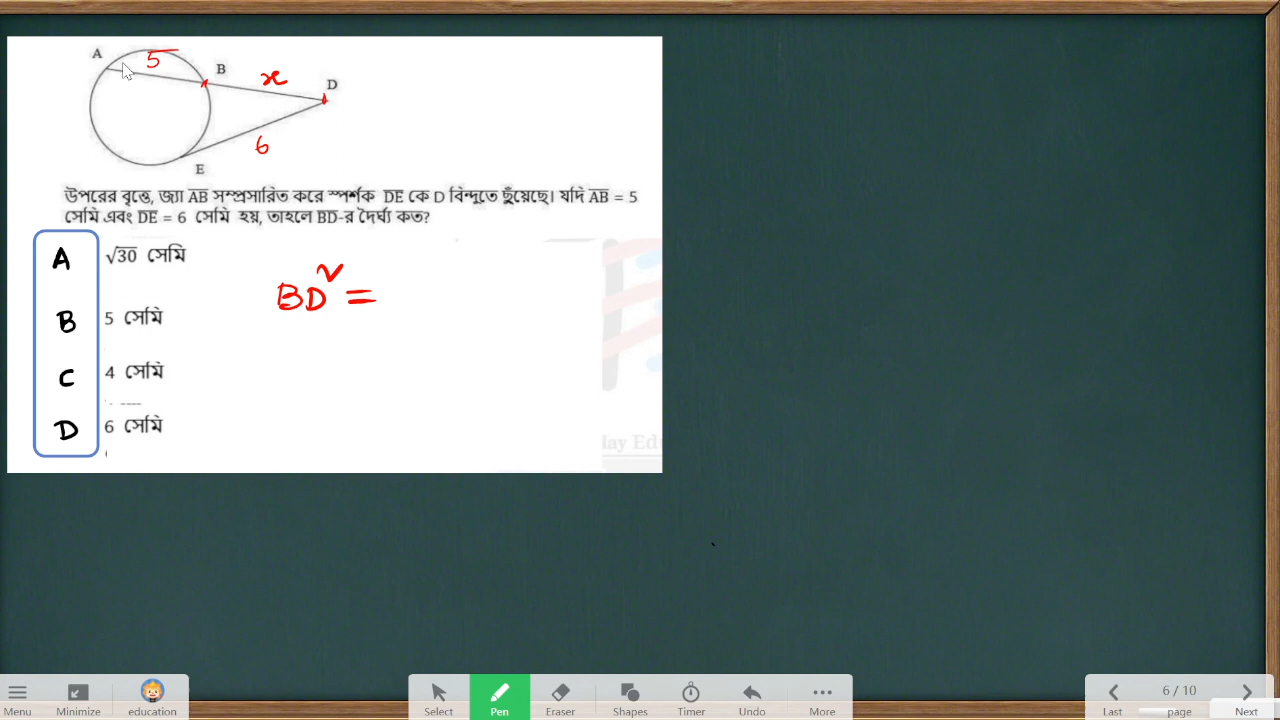 A
5
B
x
D
6
E
উপরের বৃত্তে, জ্যা AB সম্প্রসারিত করে স্পর্শক DE কে D বিন্দুতে ছুঁয়েছে। যদি AB = 5
সেমি এবং DE = 6 সেমি হয়, তাহলে BD-র দৈর্ঘ্য কত?
A √30 সেমি
BD² =
B 5 সেমি
C 4 সেমি
D 6 সেমি
Menu Minimize education Select Pen Eraser Shapes Timer Undo More Last 6 / 10 page Next